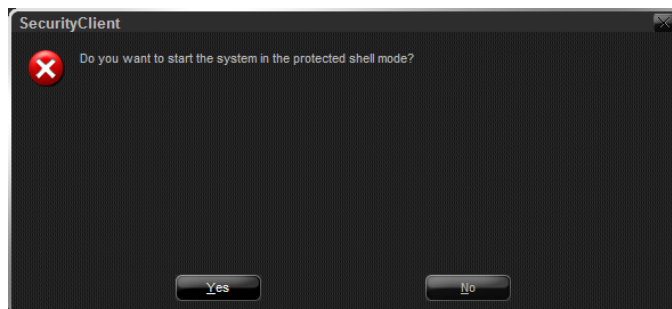 SecurityClient
Do you want to start the system in the protected shell mode?
Yes
No